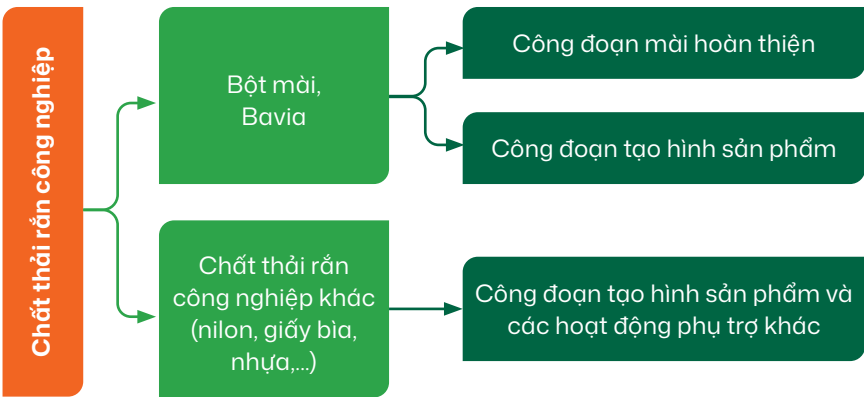 Chất thải rắn công nghiệp
Bột mài,
Bavia
Công đoạn mài hoàn thiện
Công đoạn tạo hình sản phẩm
Chất thải rắn
công nghiệp khác
(nilon, giấy bìa,
nhựa,...)
Công đoạn tạo hình sản phẩm và
các hoạt động phụ trợ khác